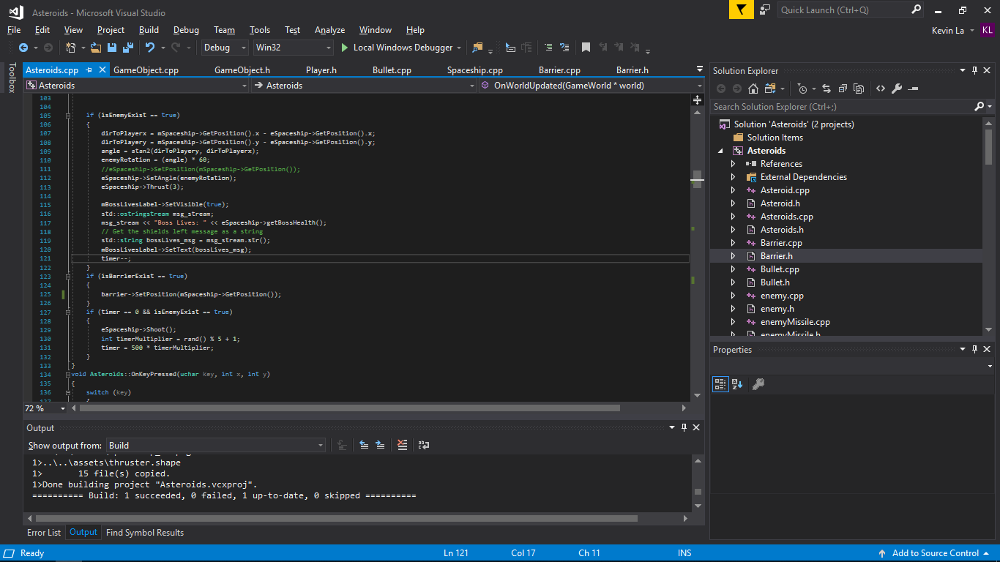 Asteroids - Microsoft Visual Studio
Quick Launch (Ctrl+Q)
File Edit View Project Build Debug Team Tools Test Analyze Window Help
Kevin La KL
Debug Win32 Local Windows Debugger
Toolbox
Asteroids.cpp GameObject.cpp GameObject.h Player.h Bullet.cpp Spaceship.cpp Barrier.cpp Barrier.h
Asteroids Asteroids OnWorldUpdated(GameWorld * world)
103
104
105 if (isEnemyExist == true)
106 {
107 dirToPlayerx = mSpaceship->GetPosition().x - eSpaceship->GetPosition().x;
108 dirToPlayery = mSpaceship->GetPosition().y - eSpaceship->GetPosition().y;
109 angle = atan2(dirToPlayery, dirToPlayerx);
110 enemyRotation = (angle) * 60;
111 //eSpaceship->SetPosition(mSpaceship->GetPosition());
112 eSpaceship->SetAngle(enemyRotation);
113 eSpaceship->Thrust(3);
114
115 mBossLivesLabel->SetVisible(true);
116 std::ostringstream msg_stream;
117 msg_stream << "Boss Lives: " << eSpaceship->getBossHealth();
118 // Get the shields left message as a string
119 std::string bossLives_msg = msg_stream.str();
120 mBossLivesLabel->SetText(bossLives_msg);
121 timer--;
122 }
123 if (isBarrierExist == true)
124 {
125 barrier->SetPosition(mSpaceship->GetPosition());
126 }
127 if (timer == 0 && isEnemyExist == true)
128 {
129 eSpaceship->Shoot();
130 int timerMultiplier = rand() % 5 + 1;
131 timer = 500 * timerMultiplier;
132 }
133 }
134 void Asteroids::OnKeyPressed(uchar key, int x, int y)
135 {
136 switch (key)
137 {
72 %
Output
Show output from: Build
1>..\..\assets\thruster.shape
1> 15 file(s) copied.
1>Done building project "Asteroids.vcxproj".
========== Build: 1 succeeded, 0 failed, 1 up-to-date, 0 skipped ==========
Error List Output Find Symbol Results
Solution Explorer
Search Solution Explorer (Ctrl+;)
Solution 'Asteroids' (2 projects)
Solution Items
Asteroids
References
External Dependencies
Asteroid.cpp
Asteroid.h
Asteroids.cpp
Asteroids.h
Barrier.cpp
Barrier.h
Bullet.cpp
Bullet.h
enemy.cpp
enemy.h
enemyMissile.cpp
enemyMissile.h
Properties
Ready Ln 121 Col 17 Ch 11 INS Add to Source Control